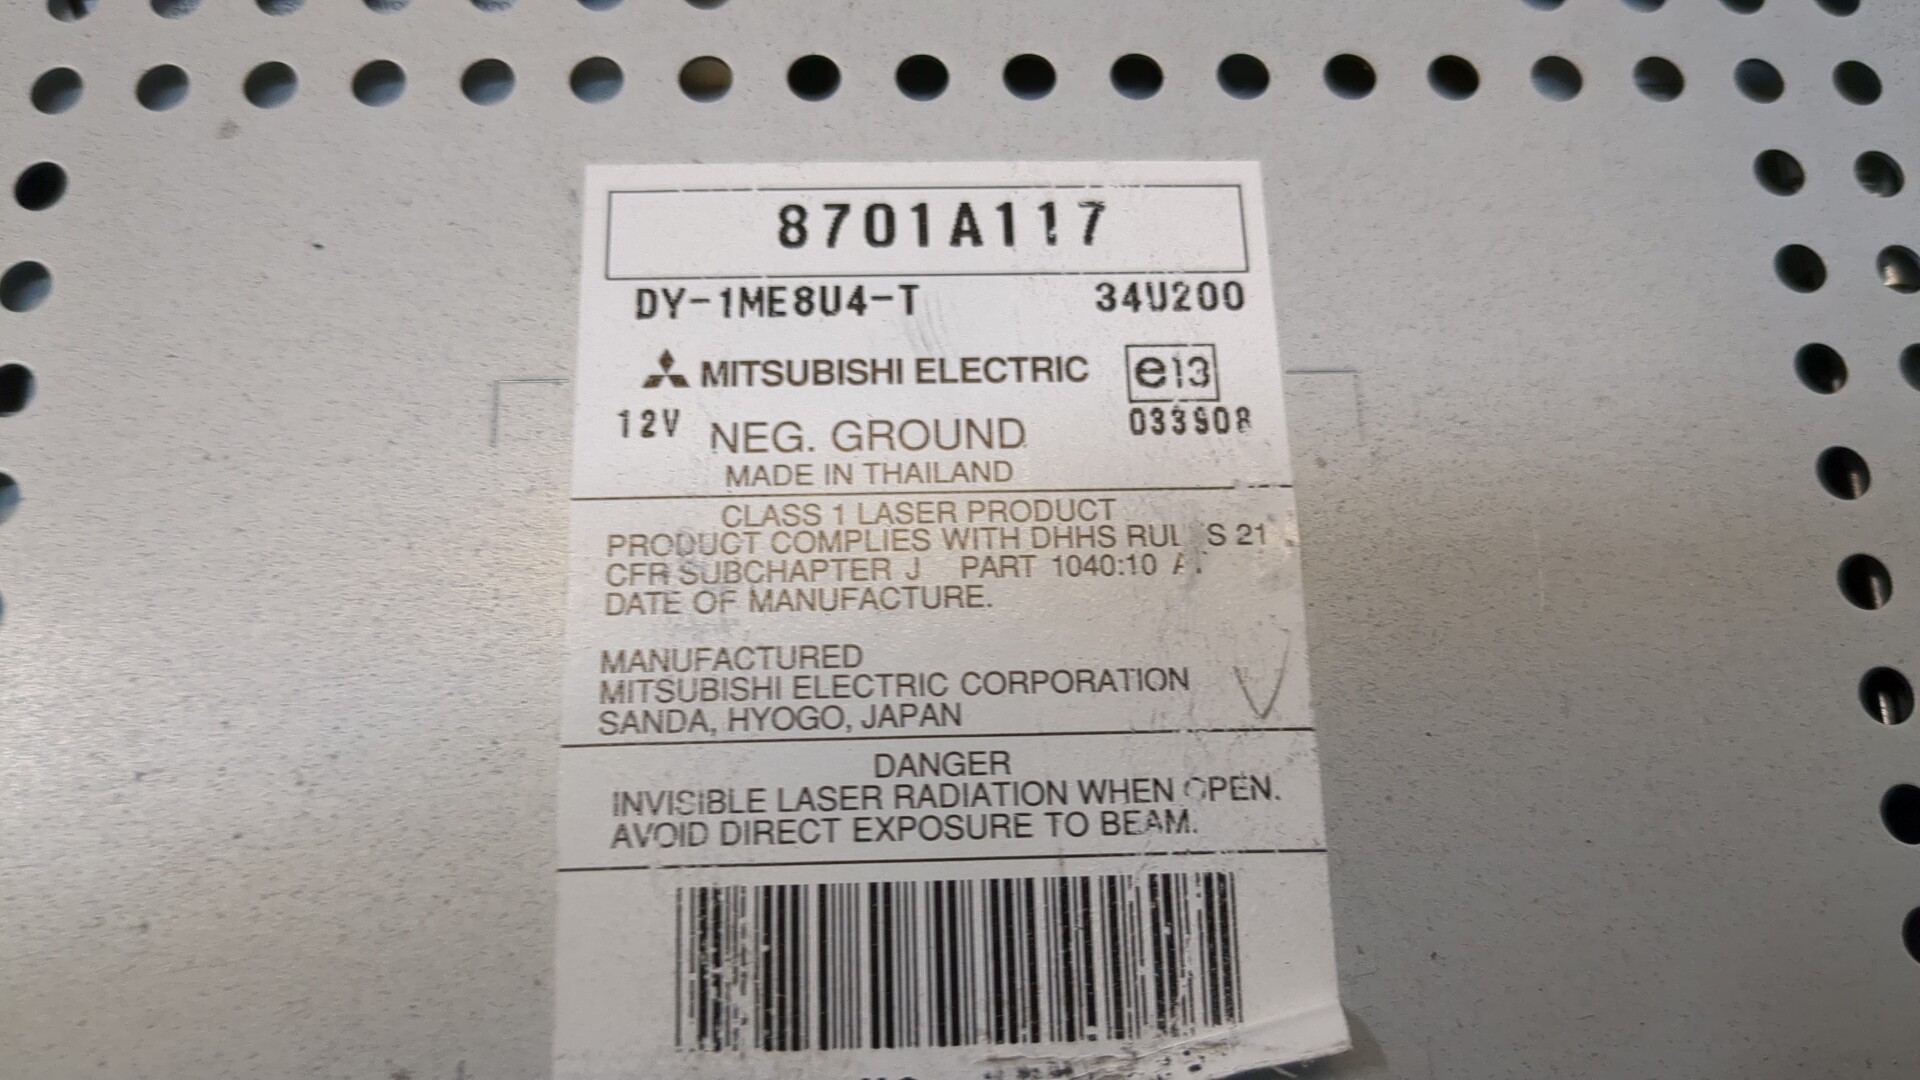 8701A117
DY-1ME8U4-T 34U200
MITSUBISHI ELECTRIC e13
12V NEG. GROUND 033908
MADE IN THAILAND
CLASS 1 LASER PRODUCT
PRODUCT COMPLIES WITH DHHS RULES 21
CFR SUBCHAPTER J PART 1040:10 A
DATE OF MANUFACTURE.
MANUFACTURED
MITSUBISHI ELECTRIC CORPORATION
SANDA, HYOGO, JAPAN
DANGER
INVISIBLE LASER RADIATION WHEN OPEN.
AVOID DIRECT EXPOSURE TO BEAM.